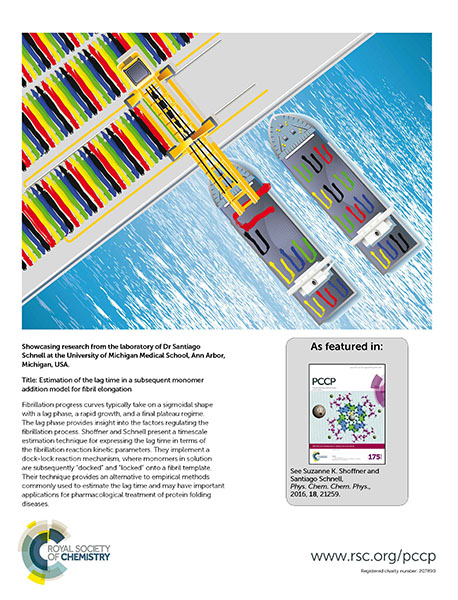 Showcasing research from the laboratory of Dr Santiago
Schnell at the University of Michigan Medical School, Ann Arbor,
Michigan, USA.
Title: Estimation of the lag time in a subsequent monomer
addition model for fibril elongation
Fibrillation progress curves typically take on a sigmoidal shape
with a lag phase, a rapid growth, and a final plateau regime.
The lag phase provides insight into the factors regulating the
fibrillation process. Shoffner and Schnell present a timescale
estimation technique for expressing the lag time in terms of
the fibrillation reaction kinetic parameters. They implement a
dock–lock reaction mechanism, where monomers in solution
are subsequently "docked" and "locked" onto a fibril template.
Their technique provides an alternative to empirical methods
commonly used to estimate the lag time and may have important
applications for pharmacological treatment of protein folding
diseases.
As featured in:
PCCP
175
See Suzanne K. Shoffner and
Santiago Schnell,
Phys. Chem. Chem. Phys.,
2016, 18, 21259.
ROYAL SOCIETY
OF CHEMISTRY
www.rsc.org/pccp
Registered charity number: 207890